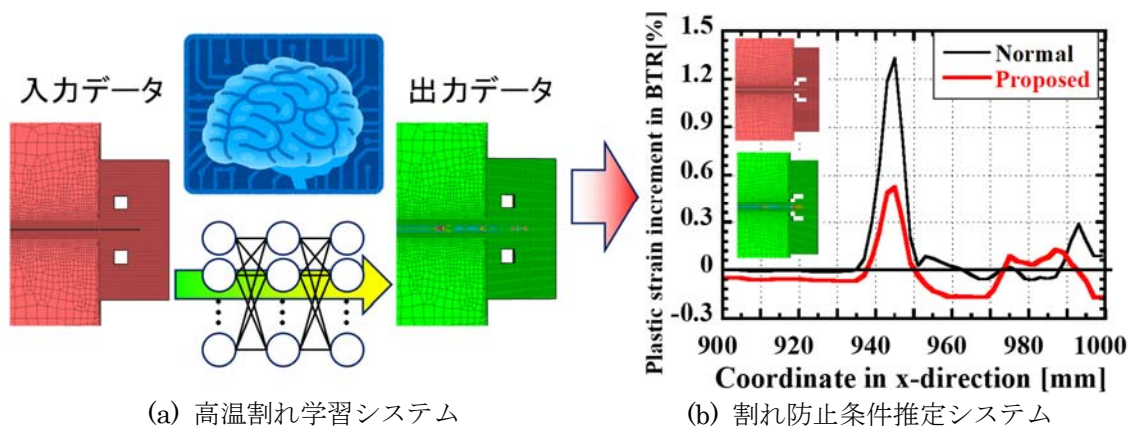 入力データ
出力データ
Plastic strain increment in BTR[%]
1.5
1.2
0.9
0.6
0.3
0
-0.3
Normal
Proposed
900
920
940
960
980
1000
Coordinate in x-direction [mm]
(a) 高温割れ学習システム
(b) 割れ防止条件推定システム